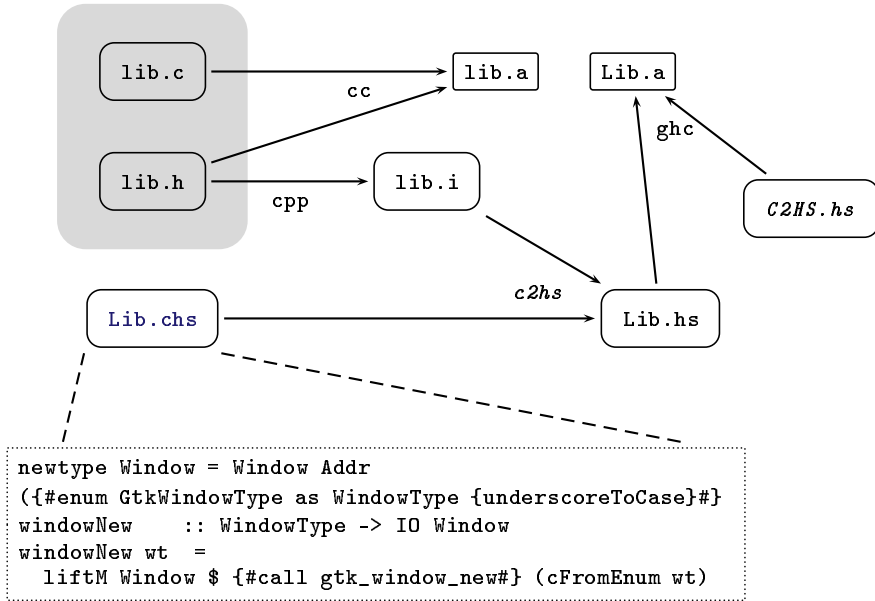 lib.c
lib.a
Lib.a
cc
ghc
lib.h
lib.i
cpp
C2HS.hs
c2hs
Lib.chs
Lib.hs
newtype Window = Window Addr
({#enum GtkWindowType as WindowType {underscoreToCase}#}
windowNew    :: WindowType -> IO Window
windowNew wt  =
  liftM Window $ {#call gtk_window_new#} (cFromEnum wt)